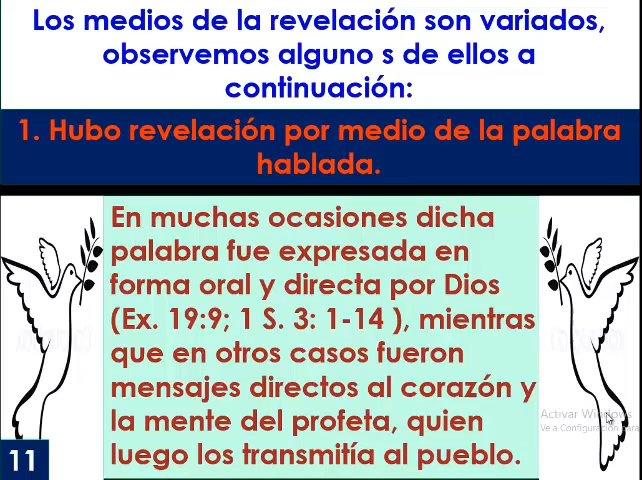 Los medios de la revelación son variados,
observemos alguno s de ellos a
continuación:
1. Hubo revelación por medio de la palabra
hablada.
En muchas ocasiones dicha
palabra fue expresada en
forma oral y directa por Dios
(Ex. 19:9; 1 S. 3: 1-14 ), mientras
que en otros casos fueron
mensajes directos al corazón y
la mente del profeta, quien
luego los transmitía al pueblo.
Activar Windows
Ve a Configuración para
11